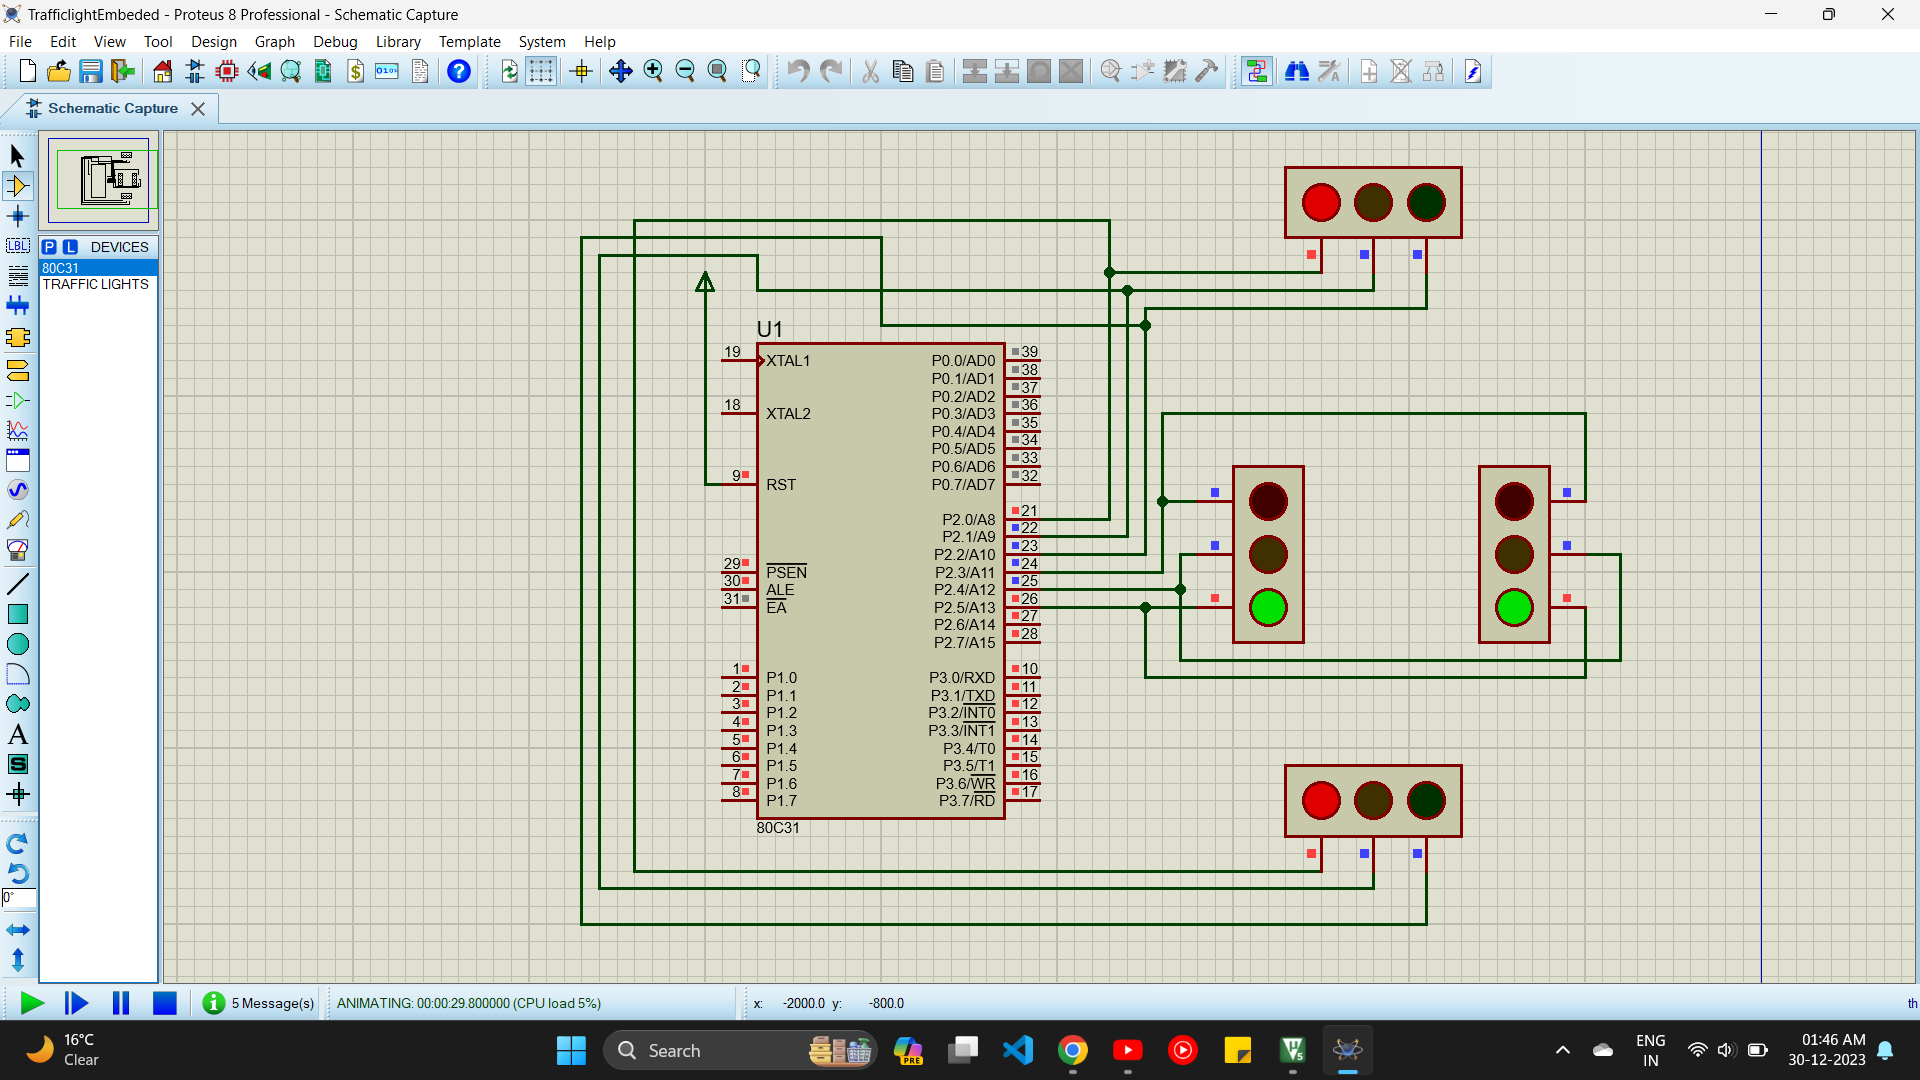 TrafficlightEmbeded - Proteus 8 Professional - Schematic Capture
File Edit View Tool Design Graph Debug Library Template System Help
Schematic Capture
P L DEVICES
80C31
TRAFFIC LIGHTS
LBL
A
S
0°
U1
19 XTAL1
18 XTAL2
9 RST
29 PSEN
30 ALE
31 EA
1 P1.0
2 P1.1
3 P1.2
4 P1.3
5 P1.4
6 P1.5
7 P1.6
8 P1.7
P0.0/AD0 39
P0.1/AD1 38
P0.2/AD2 37
P0.3/AD3 36
P0.4/AD4 35
P0.5/AD5 34
P0.6/AD6 33
P0.7/AD7 32
P2.0/A8 21
P2.1/A9 22
P2.2/A10 23
P2.3/A11 24
P2.4/A12 25
P2.5/A13 26
P2.6/A14 27
P2.7/A15 28
P3.0/RXD 10
P3.1/TXD 11
P3.2/INT0 12
P3.3/INT1 13
P3.4/T0 14
P3.5/T1 15
P3.6/WR 16
P3.7/RD 17
80C31
5 Message(s) ANIMATING: 00:00:29.800000 (CPU load 5%) x: -2000.0 y: -800.0 th
16°C
Clear
Search
PRE
ENG
IN
01:46 AM
30-12-2023